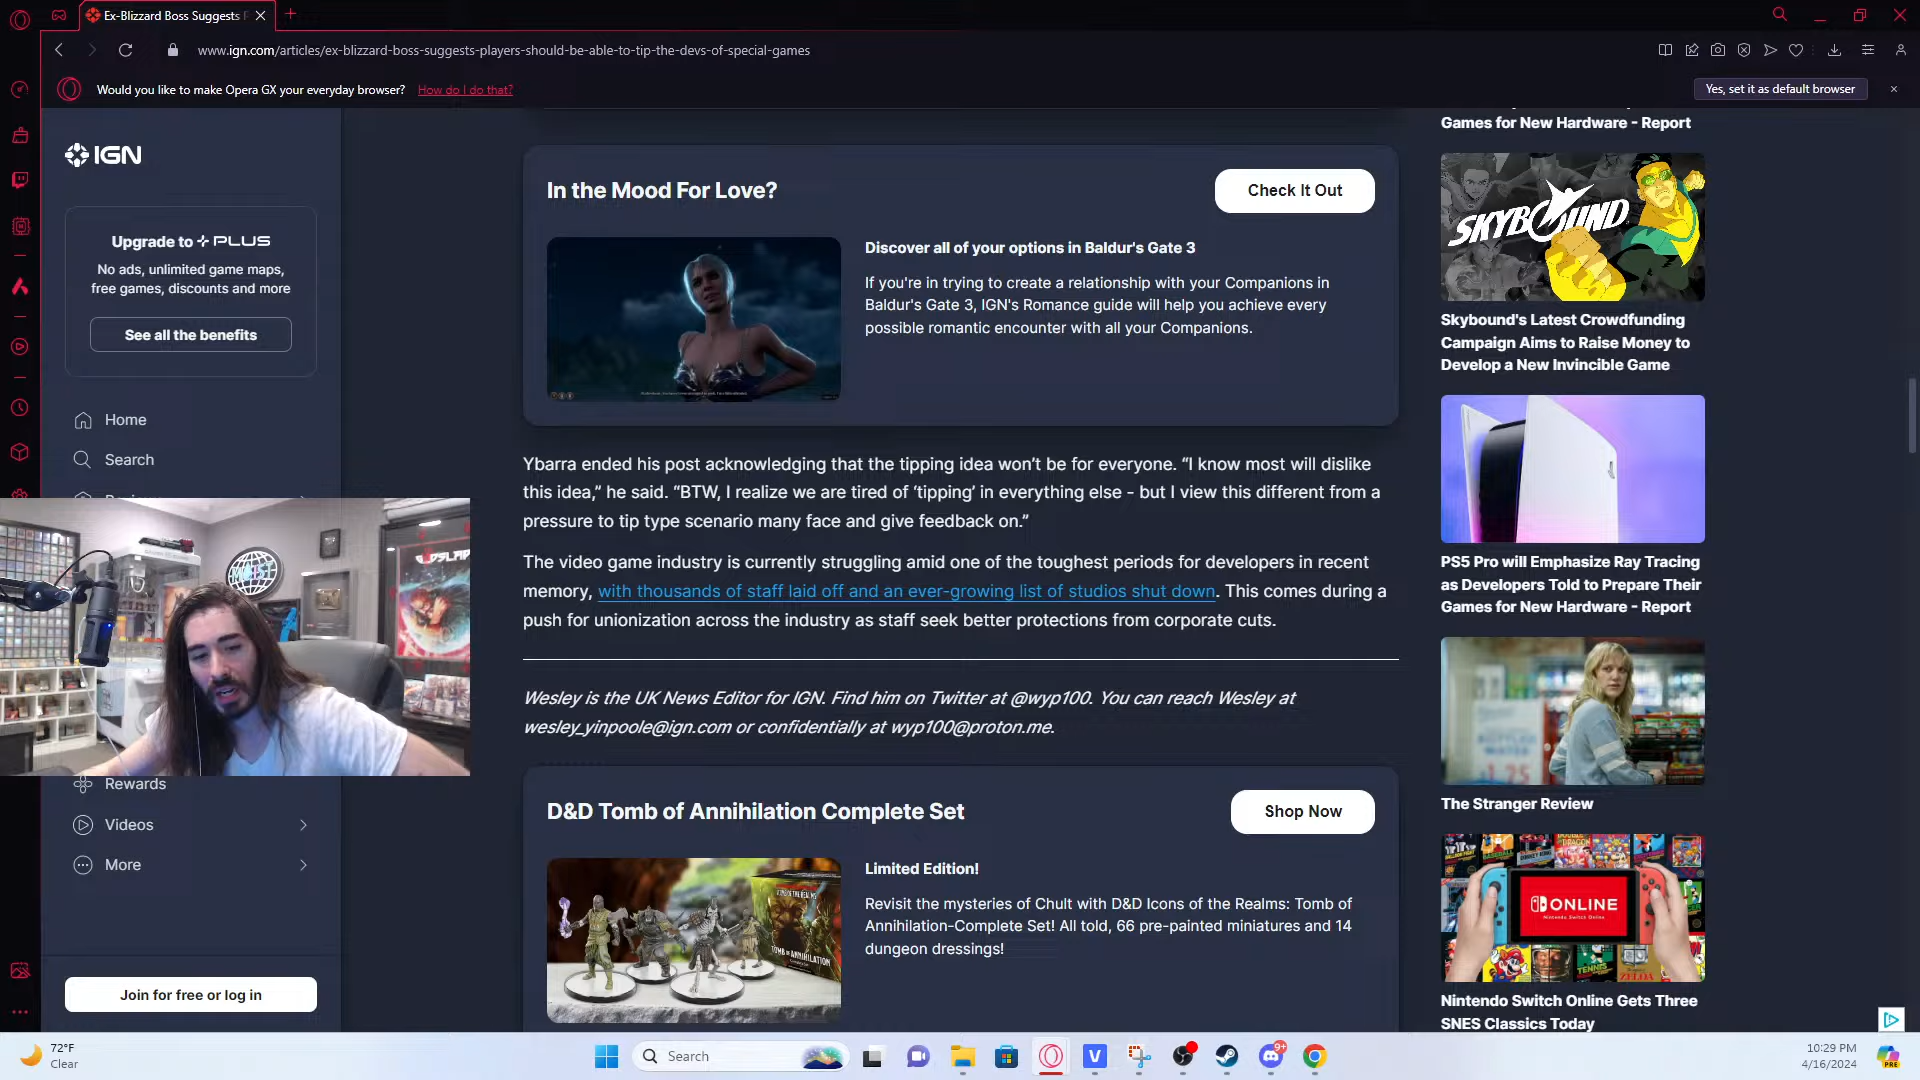 Ex-Blizzard Boss Suggests
www.ign.com/articles/ex-blizzard-boss-suggests-players-should-be-able-to-tip-the-devs-of-special-games
Would you like to make Opera GX your everyday browser? How do I do that?
Yes, set it as default browser
IGN
Upgrade to PLUS
No ads, unlimited game maps,
free games, discounts and more
See all the benefits
Home
Search
Rewards
Videos
More
Join for free or log in
In the Mood For Love?
Check It Out
Discover all of your options in Baldur's Gate 3
If you're in trying to create a relationship with your Companions in
Baldur's Gate 3, IGN's Romance guide will help you achieve every
possible romantic encounter with all your Companions.
Ybarra ended his post acknowledging that the tipping idea won't be for everyone. “I know most will dislike
this idea,” he said. “BTW, I realize we are tired of ‘tipping’ in everything else - but I view this different from a
pressure to tip type scenario many face and give feedback on.”
The video game industry is currently struggling amid one of the toughest periods for developers in recent
memory, with thousands of staff laid off and an ever-growing list of studios shut down. This comes during a
push for unionization across the industry as staff seek better protections from corporate cuts.
Wesley is the UK News Editor for IGN. Find him on Twitter at @wyp100. You can reach Wesley at
wesley_yinpoole@ign.com or confidentially at wyp100@proton.me.
D&D Tomb of Annihilation Complete Set
Shop Now
TOMB OF ANNIHILATION
Limited Edition!
Revisit the mysteries of Chult with D&D Icons of the Realms: Tomb of
Annihilation-Complete Set! All told, 66 pre-painted miniatures and 14
dungeon dressings!
Games for New Hardware - Report
SKYBOUND
Skybound's Latest Crowdfunding
Campaign Aims to Raise Money to
Develop a New Invincible Game
PS5 Pro will Emphasize Ray Tracing
as Developers Told to Prepare Their
Games for New Hardware - Report
1.25
The Stranger Review
ONLINE
Nintendo Switch Online
ZELDA
Nintendo Switch Online Gets Three
SNES Classics Today
72°F
Clear
Search
V
9+
10:29 PM
4/16/2024
PRE